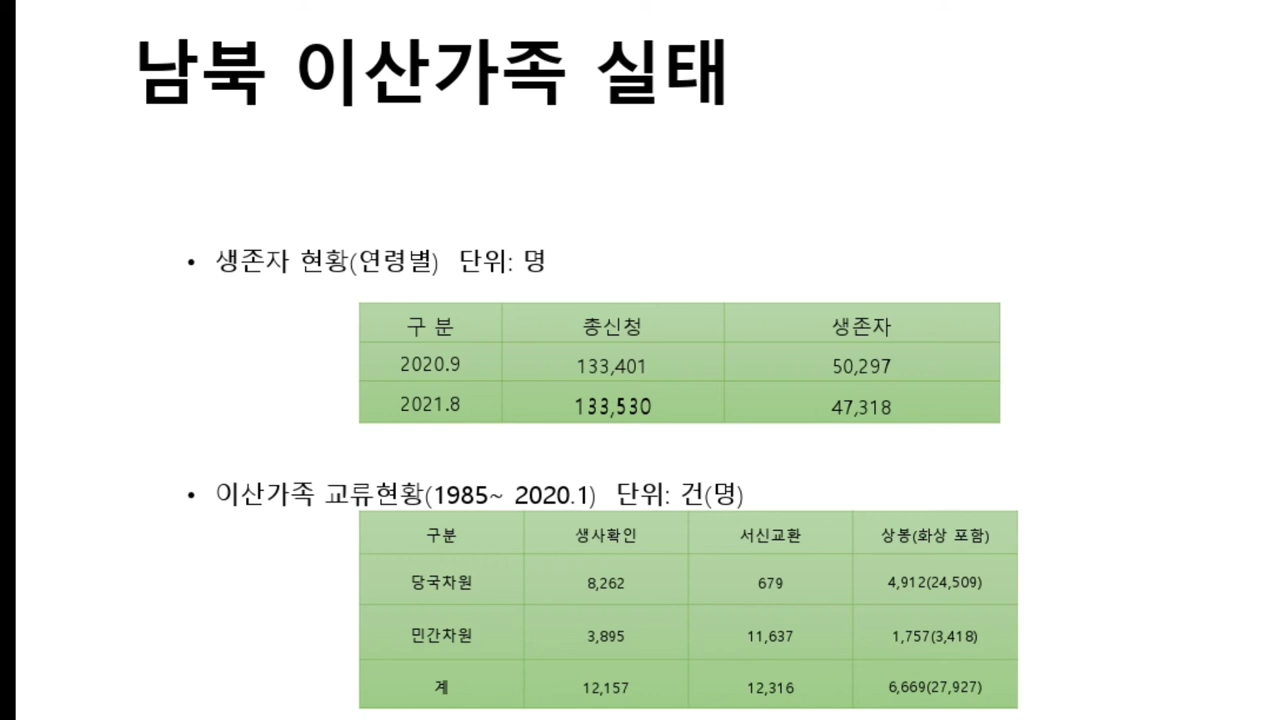 남북 이산가족 실태
• 생존자 현황(연령별) 단위: 명
구 분 총신청 생존자
2020.9 133,401 50,297
2021.8 133,530 47,318
• 이산가족 교류현황(1985~ 2020.1) 단위: 건(명)
구분 생사확인 서신교환 상봉(화상 포함)
당국차원 8,262 679 4,912(24,509)
민간차원 3,895 11,637 1,757(3,418)
계 12,157 12,316 6,669(27,927)